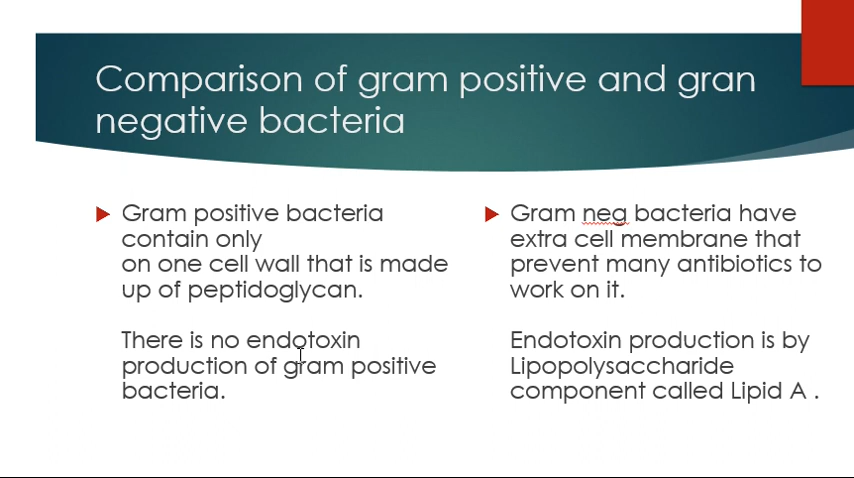 Comparison of gram positive and gran
negative bacteria
Gram positive bacteria
contain only
on one cell wall that is made
up of peptidoglycan.
There is no endotoxin
production of gram positive
bacteria.
Gram neg bacteria have
extra cell membrane that
prevent many antibiotics to
work on it.
Endotoxin production is by
Lipopolysaccharide
component called Lipid A .